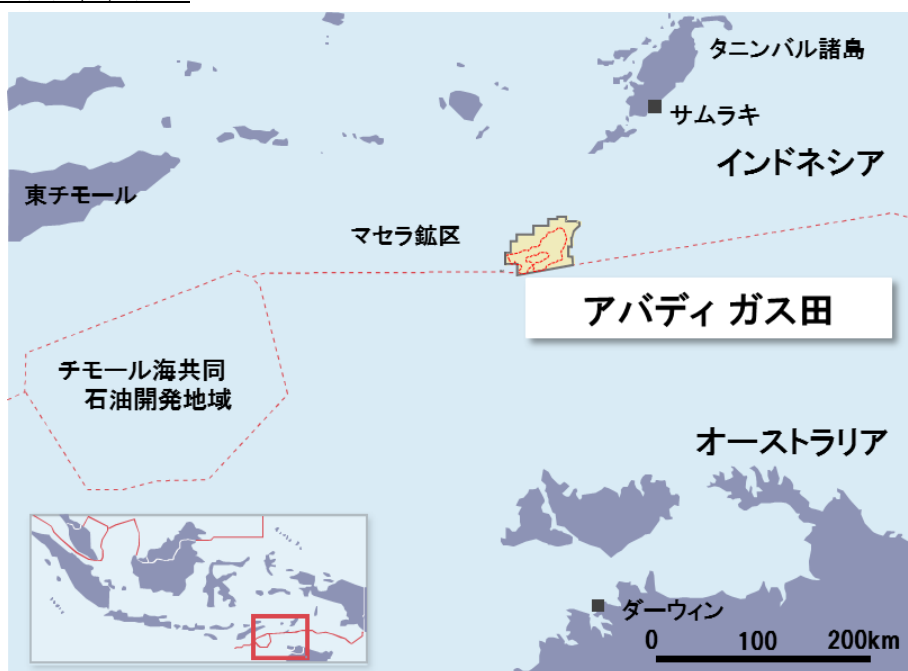 タニンバル諸島
サムラキ
インドネシア
東チモール
マセラ鉱区
アバディ ガス田
チモール海共同
石油開発地域
オーストラリア
ダーウィン
0 100 200km